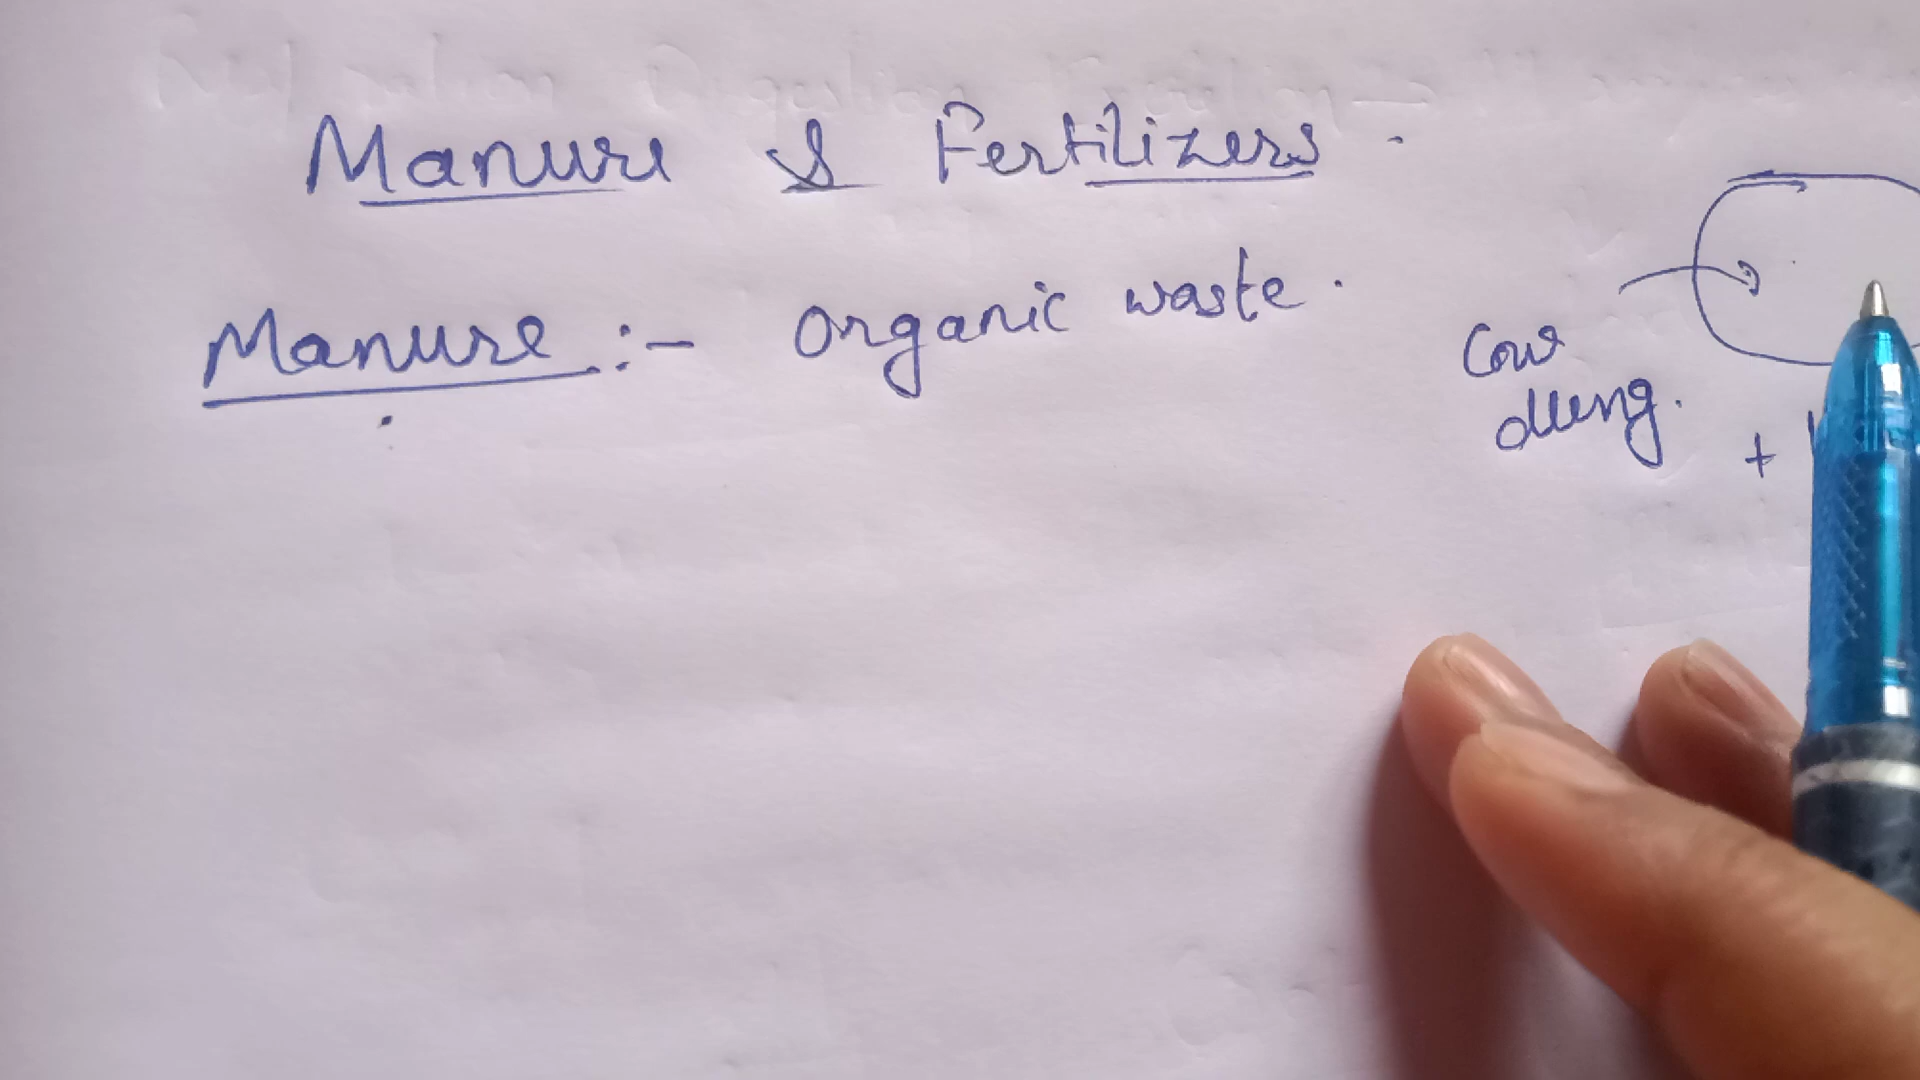 Manure & Fertilizers.
Manure :- Organic waste.
Cow
dung.
+